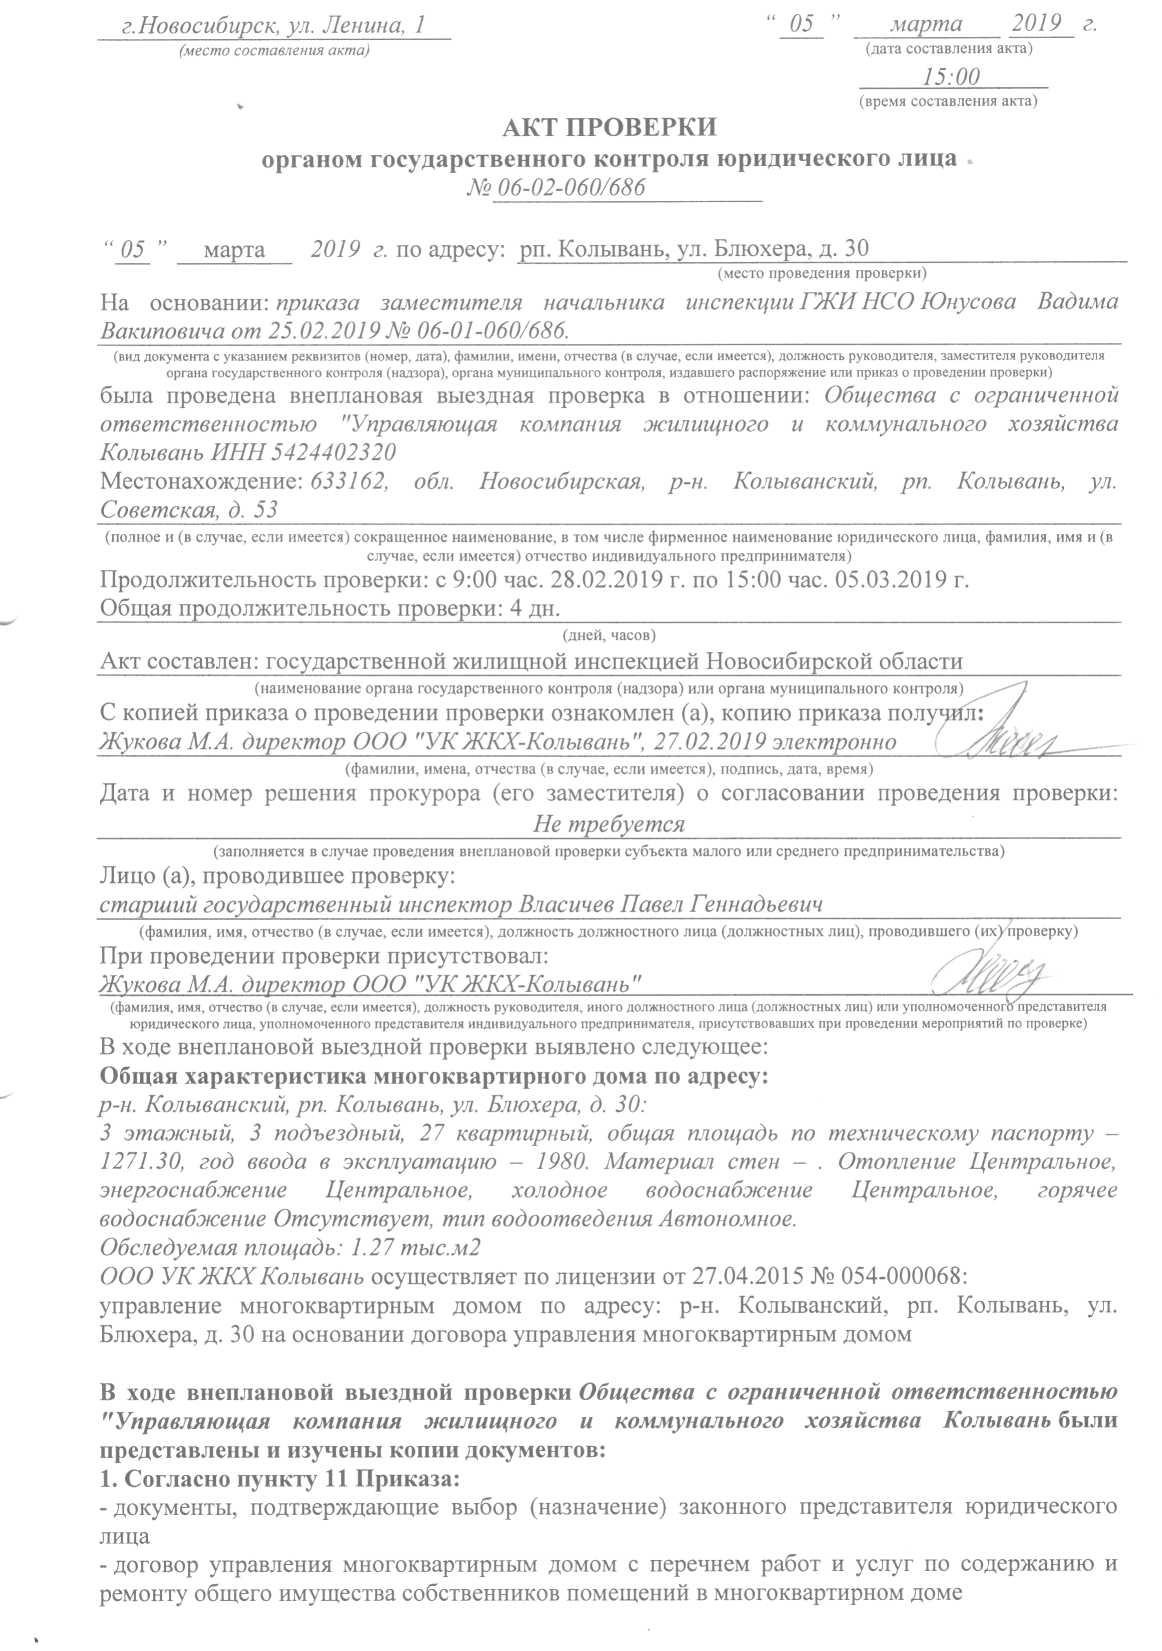 г.Новосибирск, ул. Ленина, 1 “ 05 ” марта 2019 г.
(место составления акта) (дата составления акта)
15:00
(время составления акта)
АКТ ПРОВЕРКИ
органом государственного контроля юридического лица
№ 06-02-060/686
“ 05 ” марта 2019 г. по адресу: рп. Колывань, ул. Блюхера, д. 30
(место проведения проверки)
На основании: приказа заместителя начальника инспекции ГЖИ НСО Юнусова Вадима
Вакиповича от 25.02.2019 № 06-01-060/686.
(вид документа с указанием реквизитов (номер, дата), фамилии, имени, отчества (в случае, если имеется), должность руководителя, заместителя руководителя
органа государственного контроля (надзора), органа муниципального контроля, издавшего распоряжение или приказ о проведении проверки)
была проведена внеплановая выездная проверка в отношении: Общества с ограниченной
ответственностью "Управляющая компания жилищного и коммунального хозяйства
Колывань ИНН 5424402320
Местонахождение: 633162, обл. Новосибирская, р-н. Колыванский, рп. Колывань, ул.
Советская, д. 53
(полное и (в случае, если имеется) сокращенное наименование, в том числе фирменное наименование юридического лица, фамилия, имя и (в
случае, если имеется) отчество индивидуального предпринимателя)
Продолжительность проверки: с 9:00 час. 28.02.2019 г. по 15:00 час. 05.03.2019 г.
Общая продолжительность проверки: 4 дн.
(дней, часов)
Акт составлен: государственной жилищной инспекцией Новосибирской области
(наименование органа государственного контроля (надзора) или органа муниципального контроля)
С копией приказа о проведении проверки ознакомлен (а), копию приказа получил:
Жукова М.А. директор ООО "УК ЖКХ-Колывань", 27.02.2019 электронно
(фамилии, имена, отчества (в случае, если имеется), подпись, дата, время)
Дата и номер решения прокурора (его заместителя) о согласовании проведения проверки:
Не требуется
(заполняется в случае проведения внеплановой проверки субъекта малого или среднего предпринимательства)
Лицо (а), проводившее проверку:
старший государственный инспектор Власичев Павел Геннадьевич
(фамилия, имя, отчество (в случае, если имеется), должность должностного лица (должностных лиц), проводившего (их) проверку)
При проведении проверки присутствовал:
Жукова М.А. директор ООО "УК ЖКХ-Колывань"
(фамилия, имя, отчество (в случае, если имеется), должность руководителя, иного должностного лица (должностных лиц) или уполномоченного представителя
юридического лица, уполномоченного представителя индивидуального предпринимателя, присутствовавших при проведении мероприятий по проверке)
В ходе внеплановой выездной проверки выявлено следующее:
Общая характеристика многоквартирного дома по адресу:
р-н. Колыванский, рп. Колывань, ул. Блюхера, д. 30:
3 этажный, 3 подъездный, 27 квартирный, общая площадь по техническому паспорту –
1271.30, год ввода в эксплуатацию – 1980. Материал стен – . Отопление Центральное,
энергоснабжение Центральное, холодное водоснабжение Центральное, горячее
водоснабжение Отсутствует, тип водоотведения Автономное.
Обследуемая площадь: 1.27 тыс.м2
ООО УК ЖКХ Колывань осуществляет по лицензии от 27.04.2015 № 054-000068:
управление многоквартирным домом по адресу: р-н. Колыванский, рп. Колывань, ул.
Блюхера, д. 30 на основании договора управления многоквартирным домом
В ходе внеплановой выездной проверки Общества с ограниченной ответственностью
"Управляющая компания жилищного и коммунального хозяйства Колывань были
представлены и изучены копии документов:
1. Согласно пункту 11 Приказа:
- документы, подтверждающие выбор (назначение) законного представителя юридического
лица
- договор управления многоквартирным домом с перечнем работ и услуг по содержанию и
ремонту общего имущества собственников помещений в многоквартирном доме